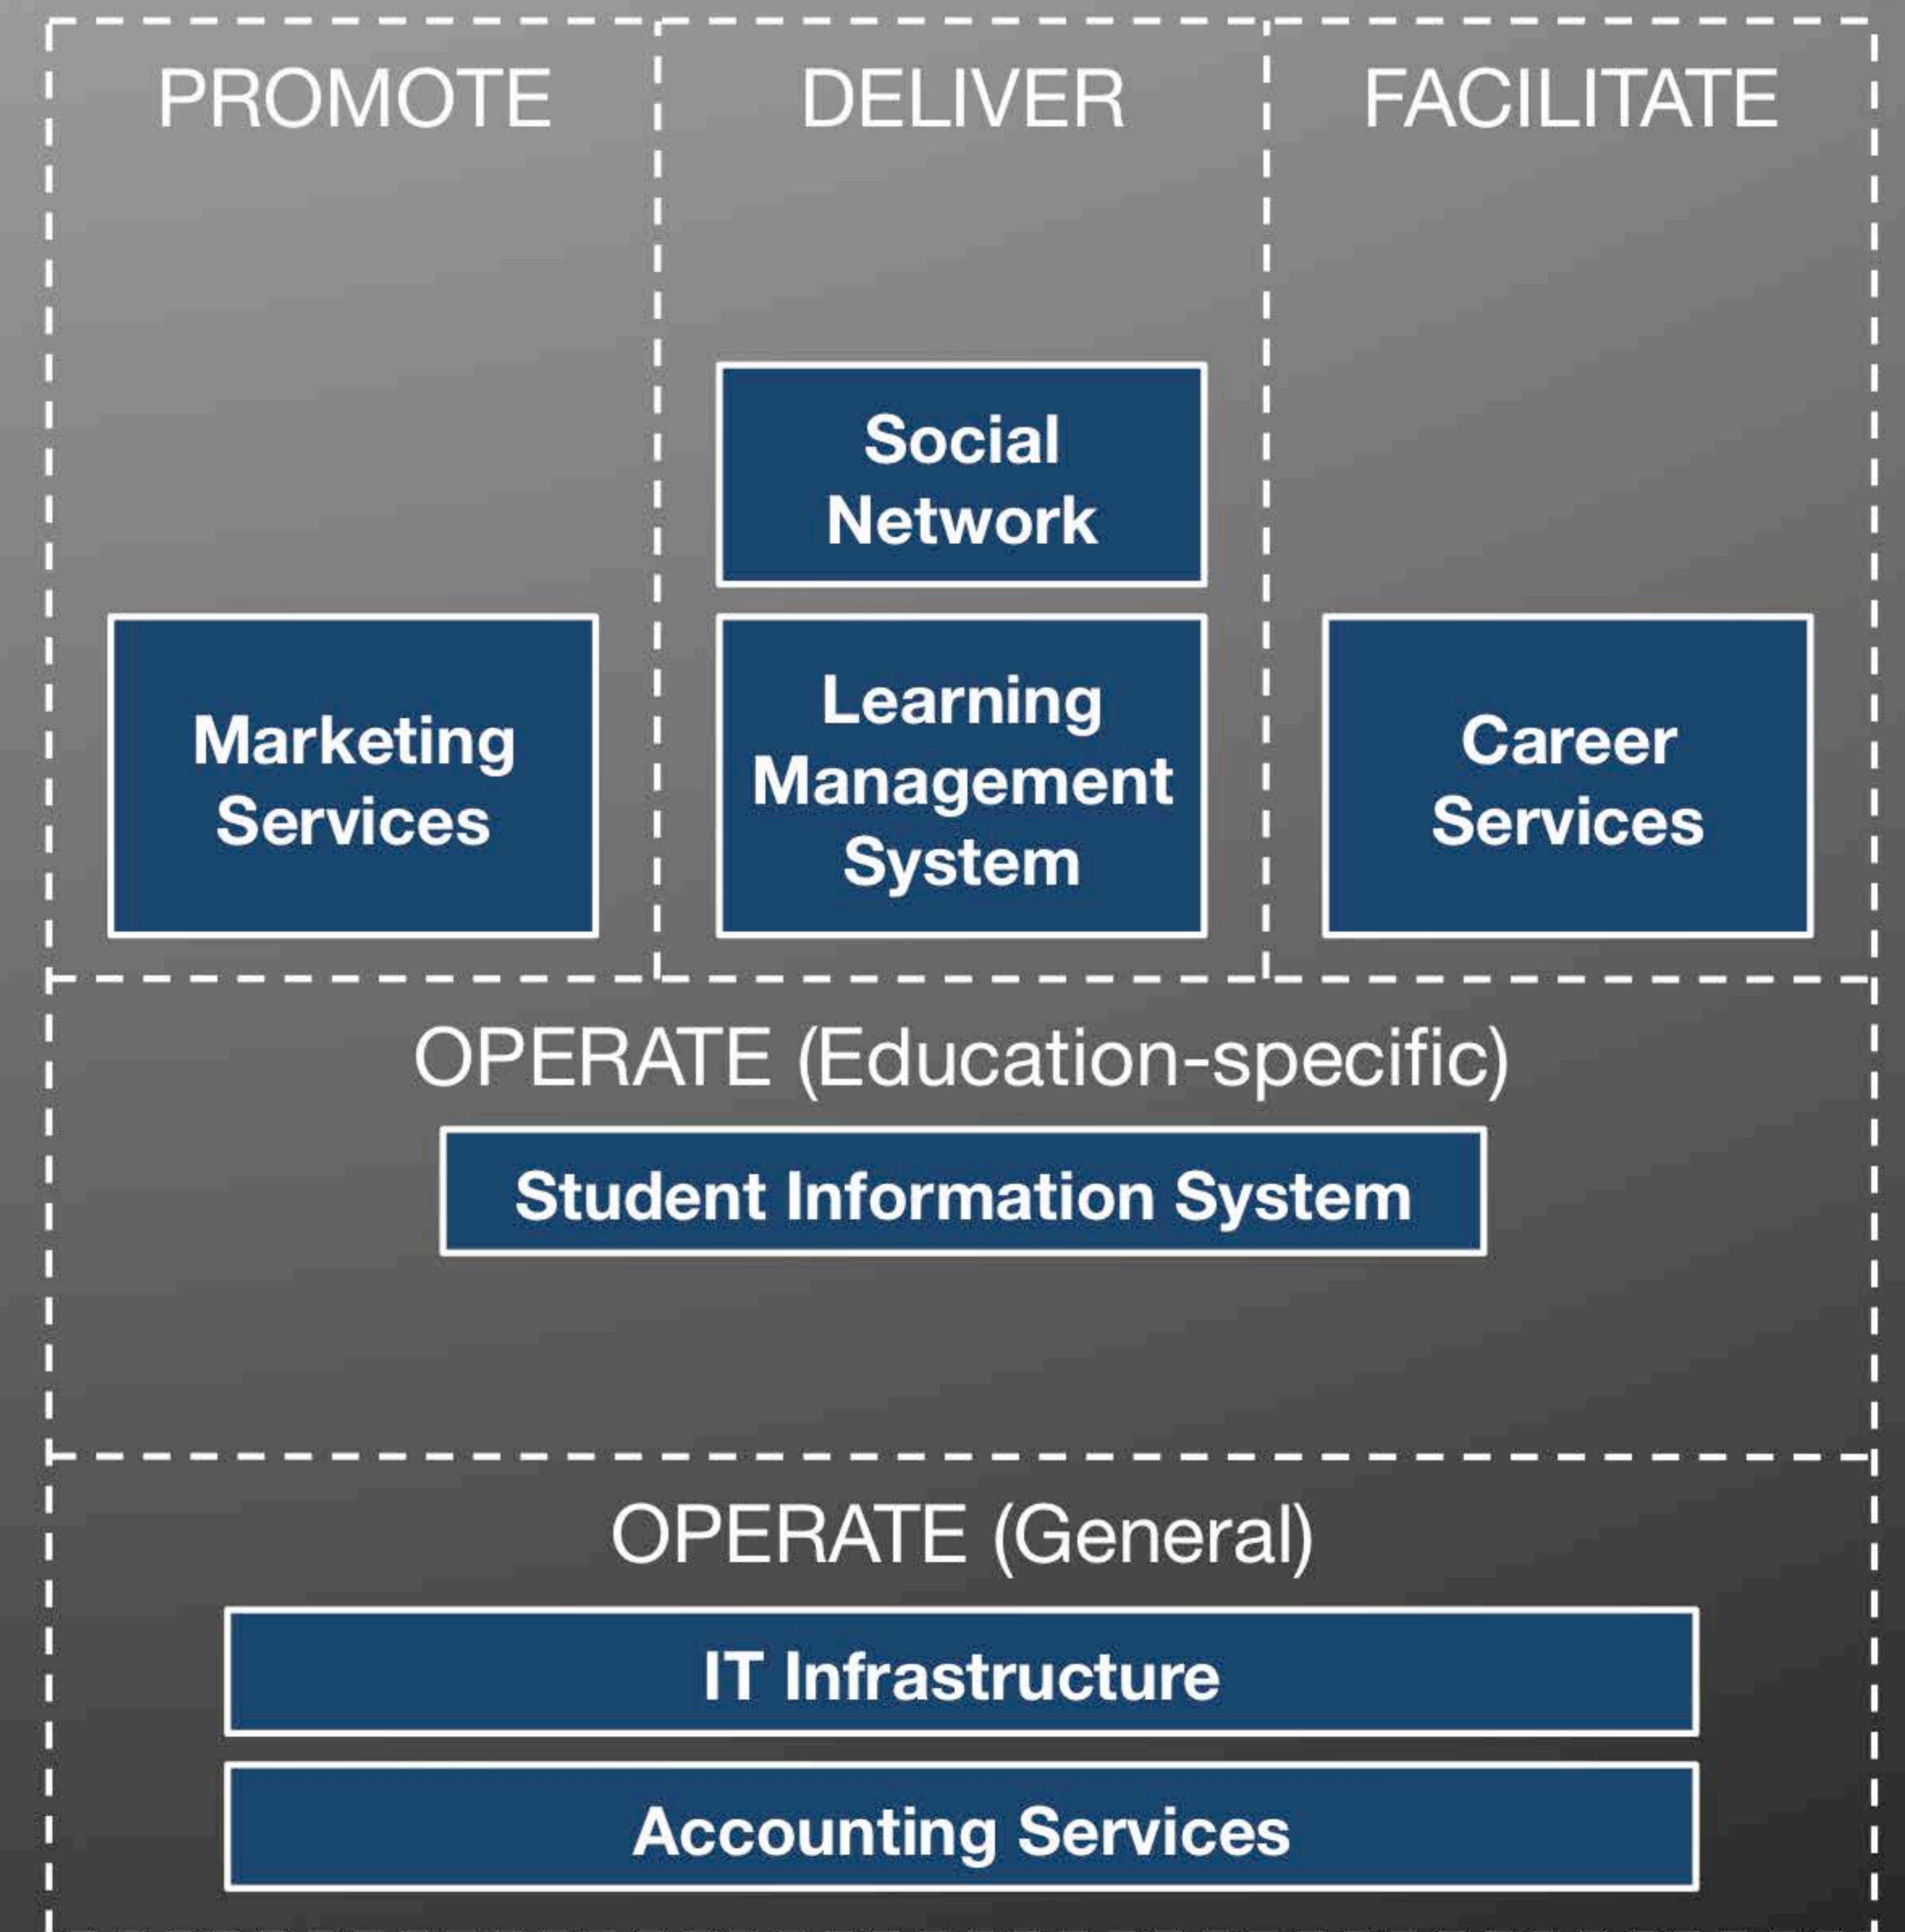 PROMOTE
DELIVER
FACILITATE
Social
Network
Marketing
Services
Learning
Management
System
Career
Services
OPERATE (Education-specific)
Student Information System
OPERATE (General)
IT Infrastructure
Accounting Services